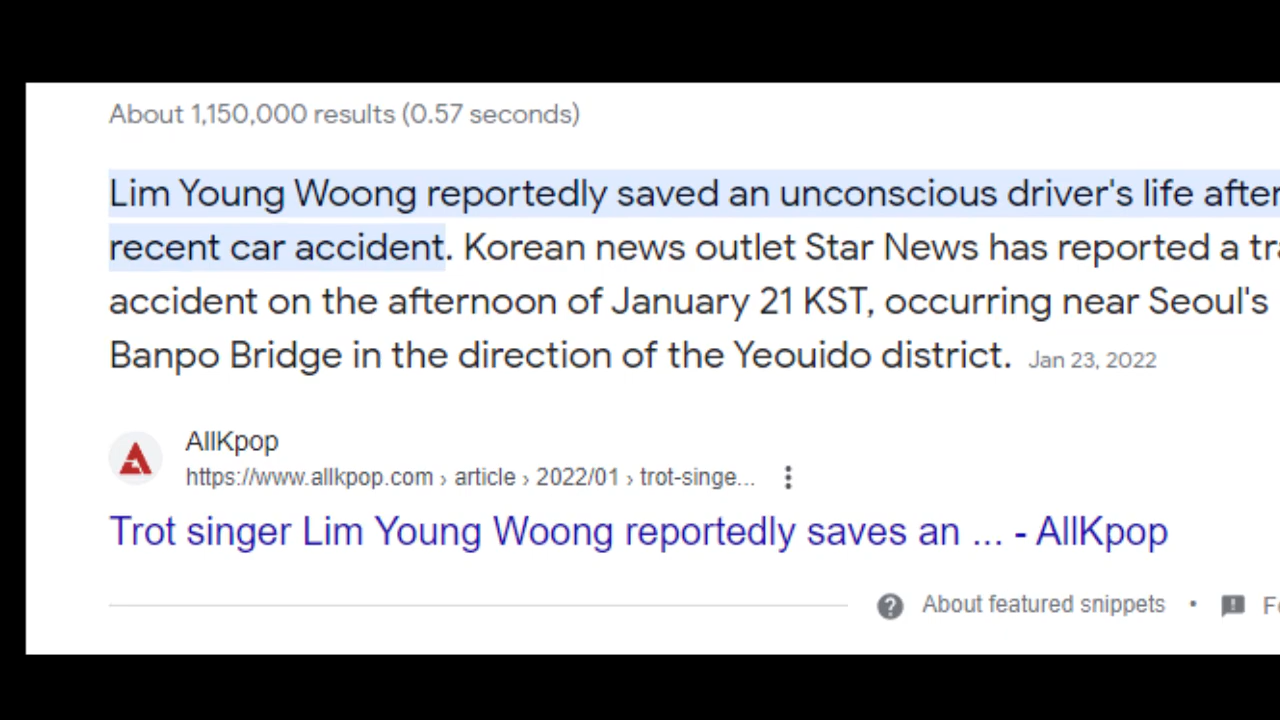 About 1,150,000 results (0.57 seconds)
Lim Young Woong reportedly saved an unconscious driver's life after
recent car accident. Korean news outlet Star News has reported a
accident on the afternoon of January 21 KST, occurring near Seoul's
Banpo Bridge in the direction of the Yeouido district. Jan 23, 2022
AllKpop
https://www.allkpop.com › article › 2022/01 › trot-singe...
Trot singer Lim Young Woong reportedly saves an ... - AllKpop
About featured snippets •